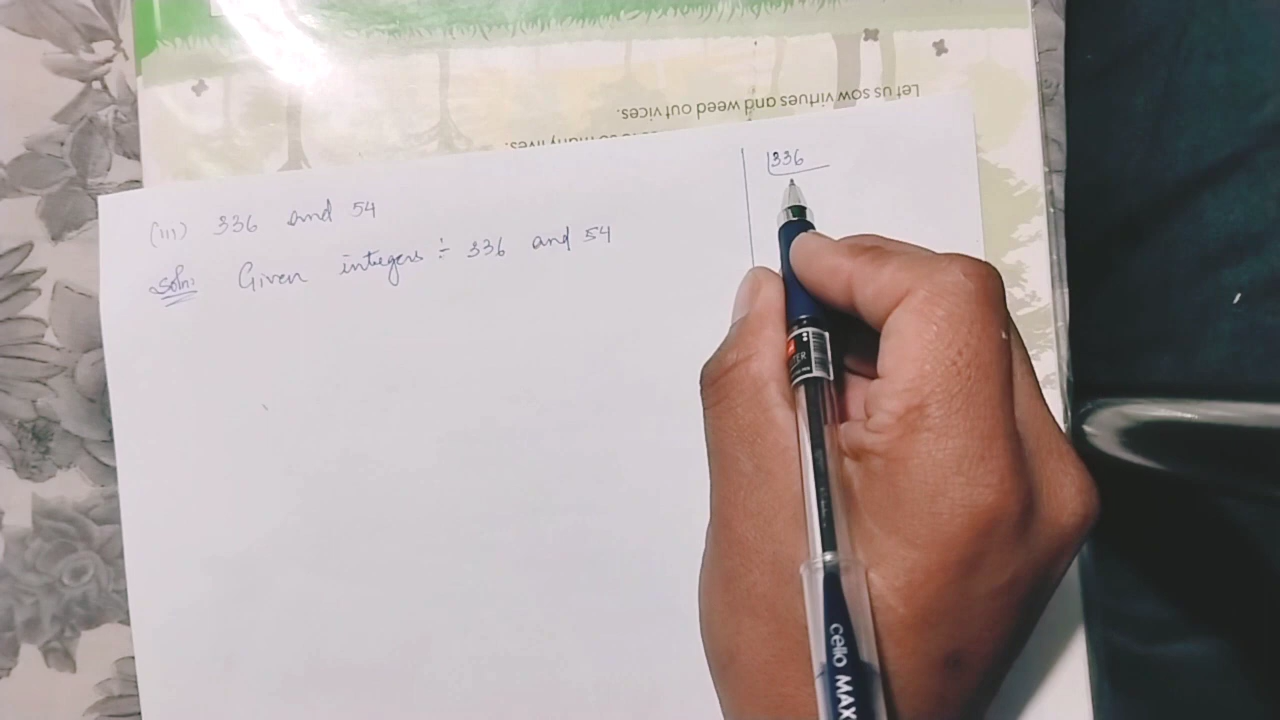 Let us sow virtues and weed out vices.
336
(iii) 336 and 54
Soln: Given integers ÷ 336 and 54
cello MAX